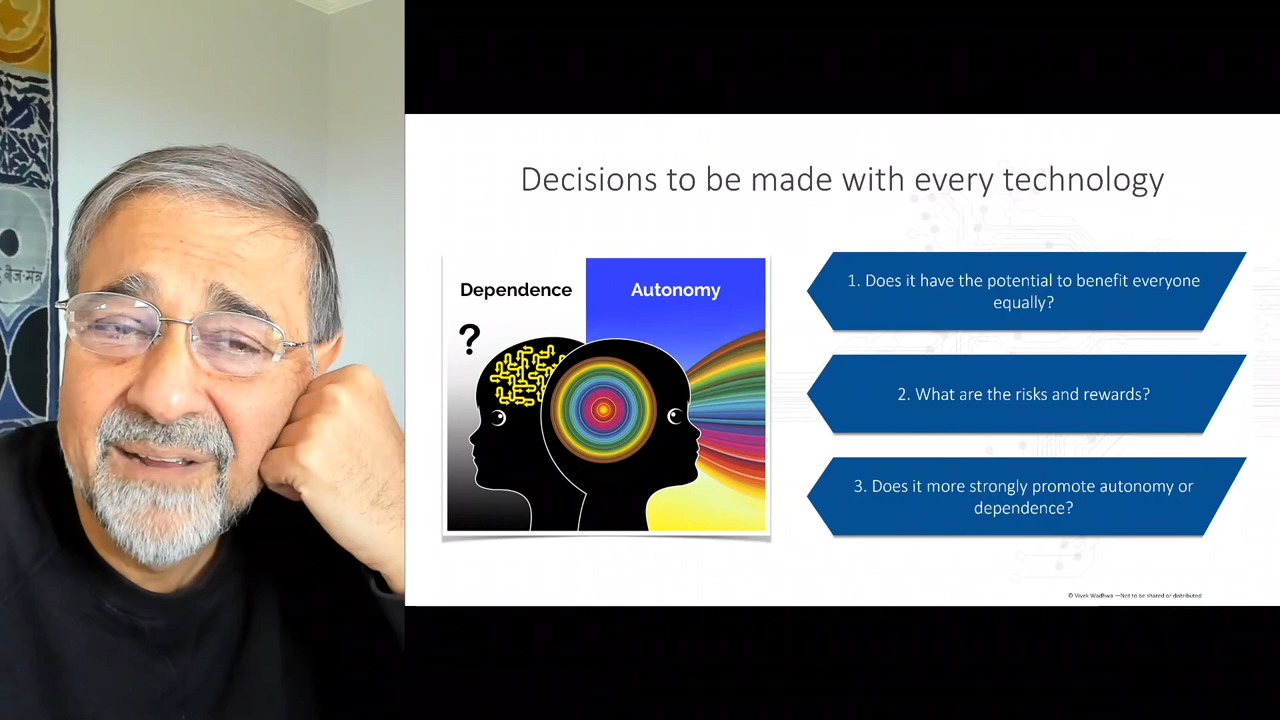 बीज-मंत्र
Decisions to be made with every technology
Dependence
Autonomy
?
1. Does it have the potential to benefit everyone
equally?
2. What are the risks and rewards?
3. Does it more strongly promote autonomy or
dependence?
© Vivek Wadhwa —Not to be shared or distributed